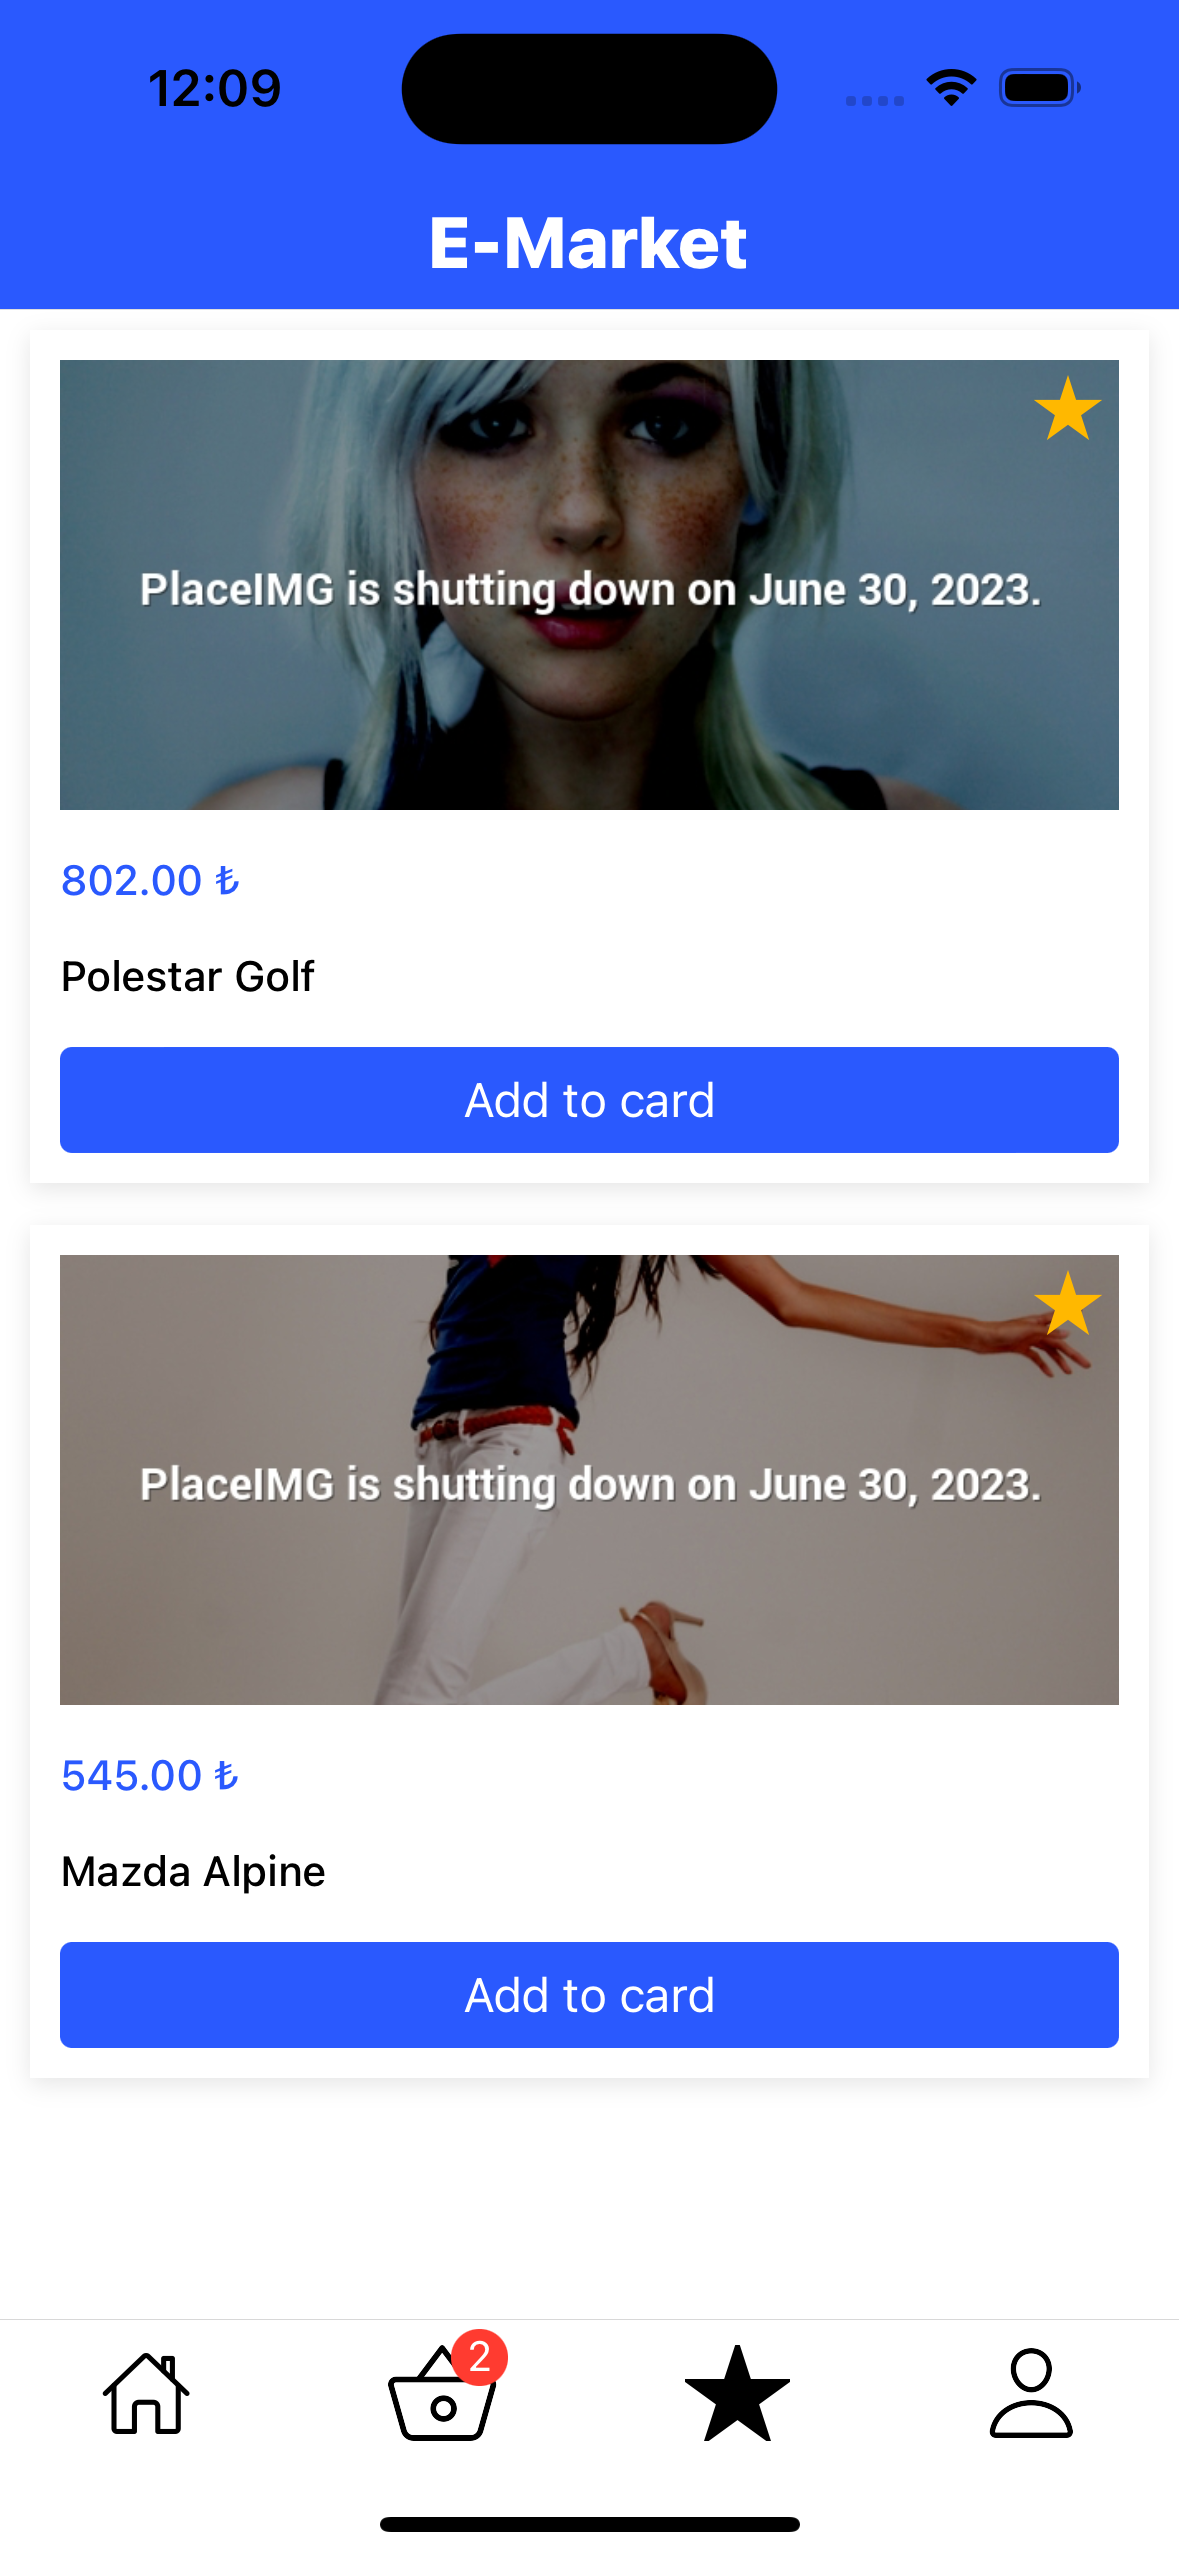 12:09
E-Market
PlaceIMG is shutting down on June 30, 2023.
802.00 ₺
Polestar Golf
Add to card
PlaceIMG is shutting down on June 30, 2023.
545.00 ₺
Mazda Alpine
Add to card
2